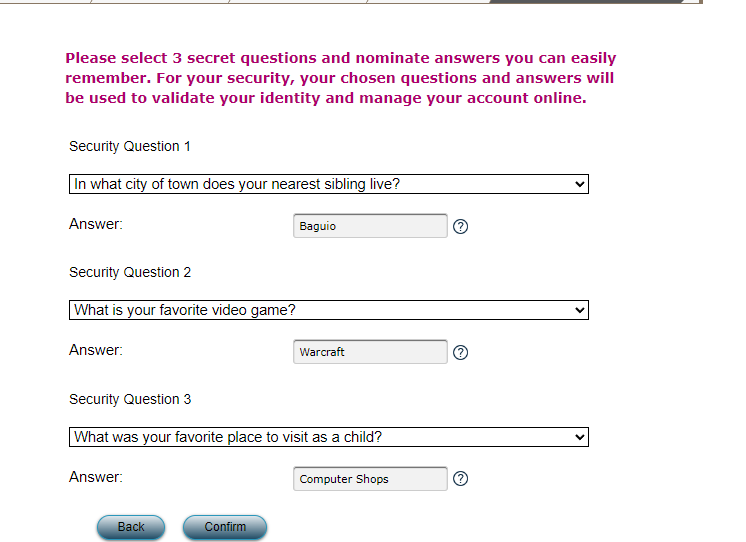 Please select 3 secret questions and nominate answers you can easily
remember. For your security, your chosen questions and answers will
be used to validate your identity and manage your account online.
Security Question 1
In what city of town does your nearest sibling live?
Answer:
Baguio
Security Question 2
What is your favorite video game?
Answer:
Warcraft
Security Question 3
What was your favorite place to visit as a child?
Answer:
Computer Shops
Back
Confirm